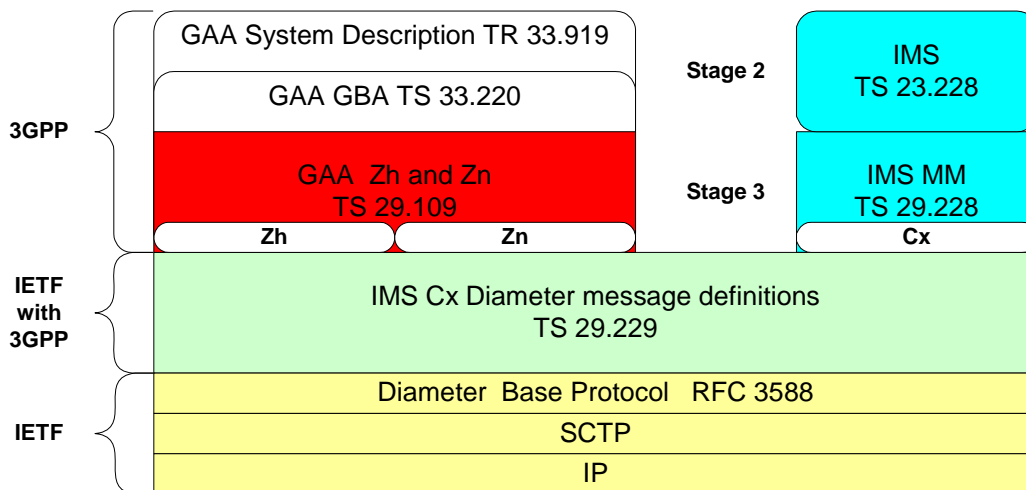 GAA System Description TR 33.919
GAA GBA TS 33.220
Stage 2
IMS
TS 23.228
3GPP
GAA Zh and Zn
TS 29.109
Stage 3
IMS MM
TS 29.228
Zh
Zn
Cx
IETF
with
3GPP
IMS Cx Diameter message definitions
TS 29.229
Diameter Base Protocol RFC 3588
IETF
SCTP
IP